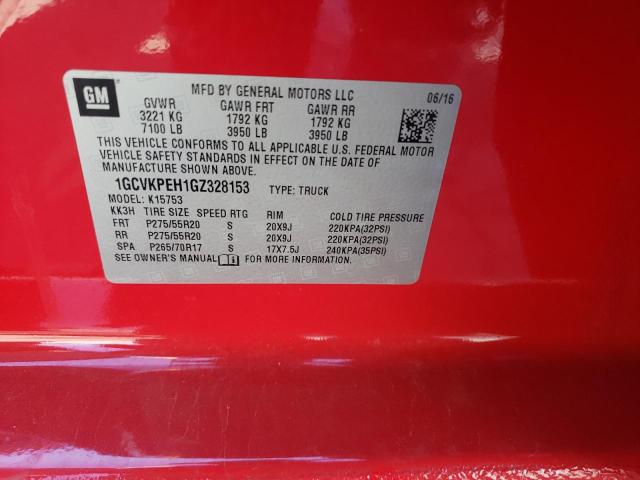 GM
MFD BY GENERAL MOTORS LLC 06/16
GVWR GAWR FRT GAWR RR
3221 KG 1792 KG 1792 KG
7100 LB 3950 LB 3950 LB
THIS VEHICLE CONFORMS TO ALL APPLICABLE U.S. FEDERAL MOTOR
VEHICLE SAFETY STANDARDS IN EFFECT ON THE DATE OF
MANUFACTURE SHOWN ABOVE.
1GCVKPEH1GZ328153 TYPE: TRUCK
MODEL: K15753
KK3H TIRE SIZE SPEED RTG RIM COLD TIRE PRESSURE
FRT P275/55R20 S 20X9J 220KPA(32PSI)
RR P275/55R20 S 20X9J 220KPA(32PSI)
SPA P265/70R17 S 17X7.5J 240KPA(35PSI)
SEE OWNER'S MANUAL FOR MORE INFORMATION.